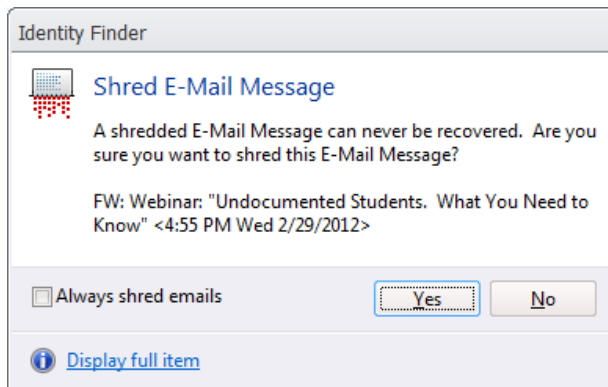 Identity Finder
Shred E-Mail Message
A shredded E-Mail Message can never be recovered.  Are you
sure you want to shred this E-Mail Message?
FW: Webinar: "Undocumented Students.  What You Need to
Know" <4:55 PM Wed 2/29/2012>
Always shred emails
Yes
No
Display full item